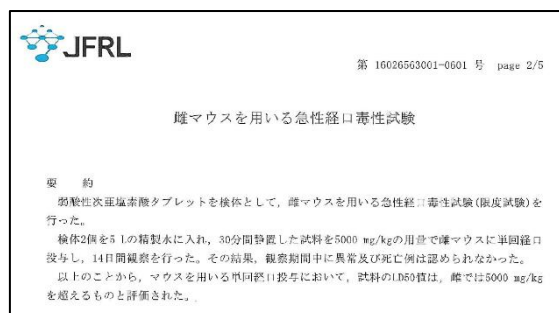 JFRL
第 16026563001-0601 号 page 2/5
雌マウスを用いる急性経口毒性試験
要 約
弱酸性次亜塩素酸タブレットを検体として，雌マウスを用いる急性経口毒性試験(限度試験)を
行った。
検体2個を5 Lの精製水に入れ，30分間静置した試料を5000 mg/kgの用量で雌マウスに単回経口
投与し，14日間観察を行った。その結果，観察期間中に異常及び死亡例は認められなかった。
以上のことから，マウスを用いる単回経口投与において，試料のLD50値は，雌では5000 mg/kg
を超えるものと評価された。